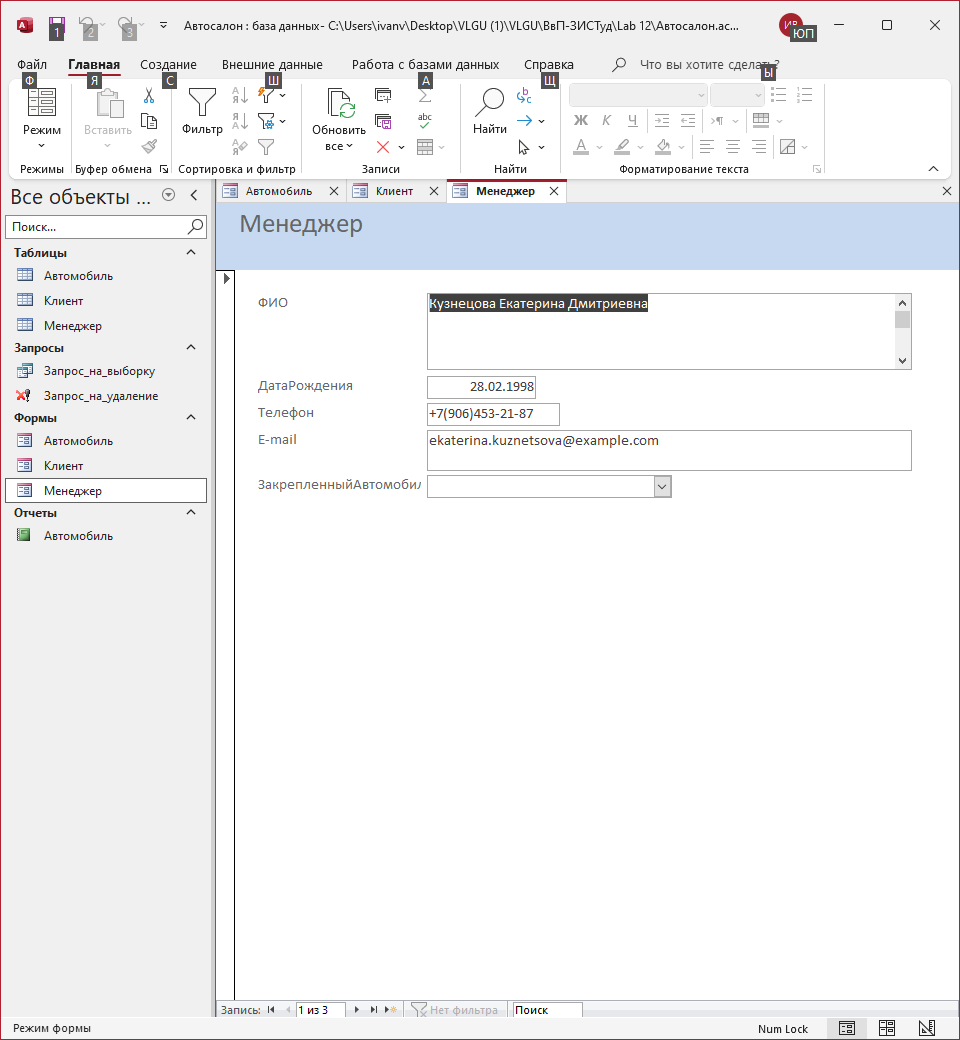 1 2 3 Автосалон : база данных- C:\Users\ivanv\Desktop\VLGU (1)\VLGU\ВвП-ЗИСТуд\Lab 12\Автосалон.ас... ИВ ЮП
Файл Главная Создание Внешние данные Работа с базами данных Справка Что вы хотите сделать?
Ф Я С Ш А Щ Ы
Режим
Режимы
Вставить
Буфер обмена
Фильтр
Сортировка и фильтр
Обновить
все
abc
Записи
Найти
Найти
Ж К Ч
А
Форматирование текста
Все объекты ...
Поиск...
Таблицы
Автомобиль
Клиент
Менеджер
Запросы
Запрос_на_выборку
Запрос_на_удаление
Формы
Автомобиль
Клиент
Менеджер
Отчеты
Автомобиль
Автомобиль Клиент Менеджер
Менеджер
ФИО Кузнецова Екатерина Дмитриевна
ДатаРождения 28.02.1998
Телефон +7(906)453-21-87
E-mail ekaterina.kuznetsova@example.com
ЗакрепленныйАвтомобил
Запись: 1 из 3 Нет фильтра Поиск
Режим формы Num Lock